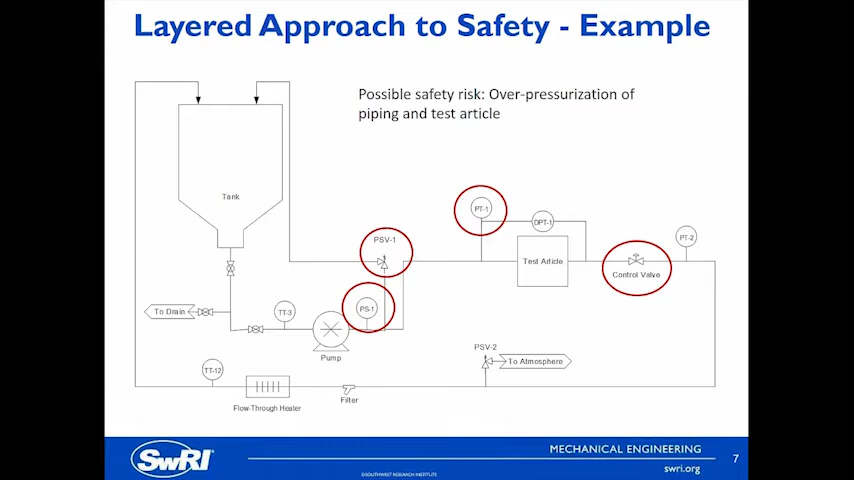 Layered Approach to Safety - Example
Possible safety risk: Over-pressurization of
piping and test article
Tank
PSV-1
PT-1
DPT-1
PT-2
Test Article
Control Valve
To Drain
TT-3
PS-1
Pump
PSV-2
To Atmosphere
TT-12
Flow-Through Heater
Filter
SwRI
MECHANICAL ENGINEERING
swri.org
7
©SOUTHWEST RESEARCH INSTITUTE